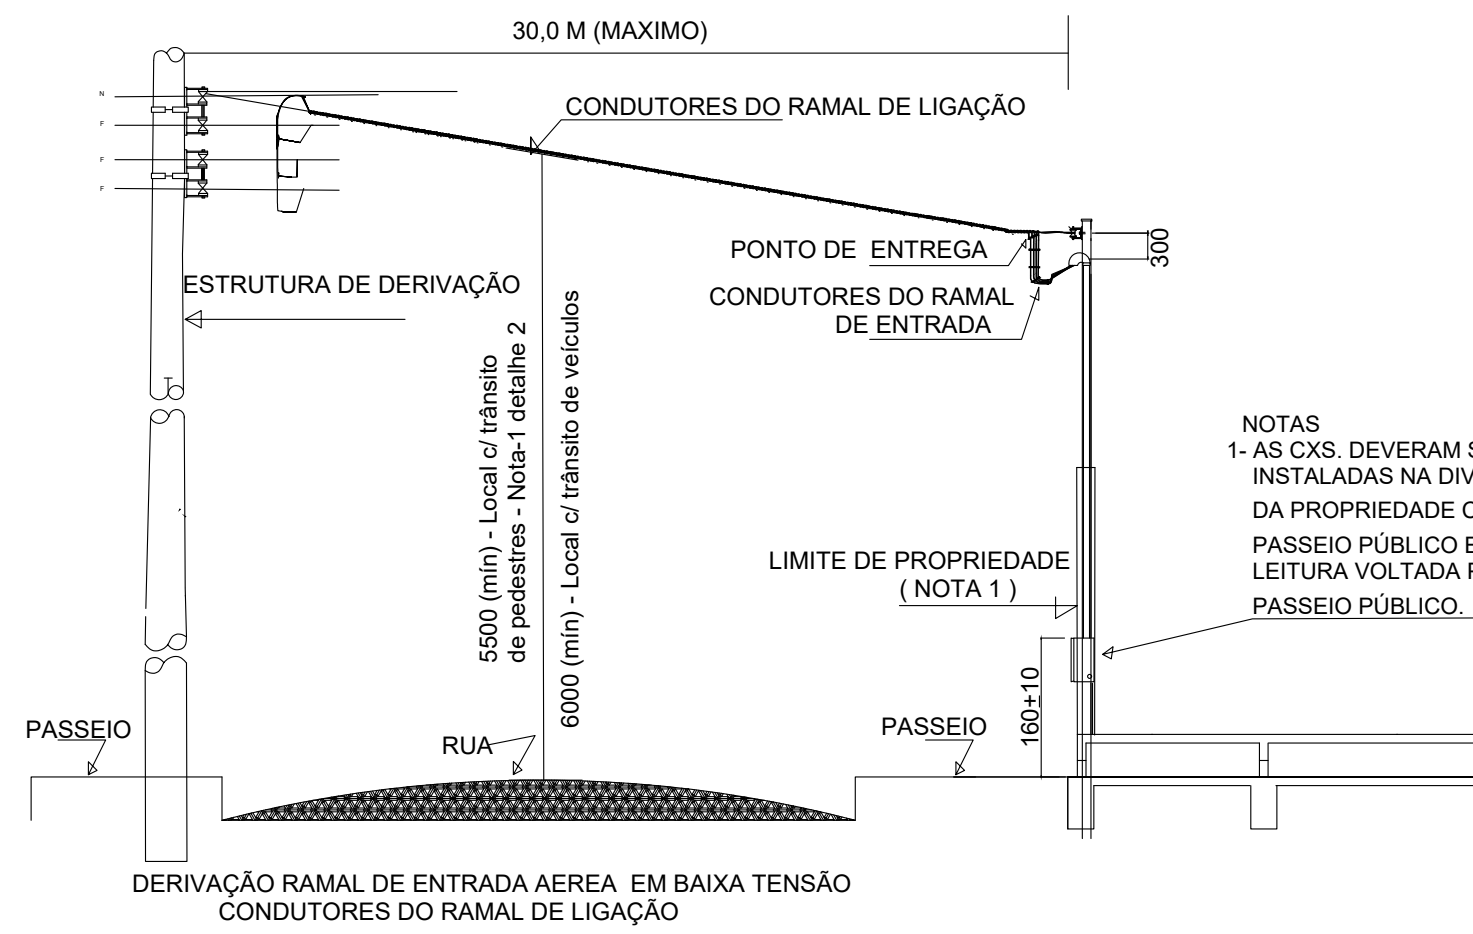 30,0 M (MAXIMO)
N
F
F
F
CONDUTORES DO RAMAL DE LIGAÇÃO
PONTO DE ENTREGA
300
ESTRUTURA DE DERIVAÇÃO
CONDUTORES DO RAMAL
DE ENTRADA
5500 (mín) - Local c/ trânsito
de pedestres - Nota-1 detalhe 2
6000 (mín) - Local c/ trânsito de veículos
NOTAS
1- AS CXS. DEVERAM S
INSTALADAS NA DIV
DA PROPRIEDADE C
PASSEIO PÚBLICO E
LEITURA VOLTADA P
PASSEIO PÚBLICO.
LIMITE DE PROPRIEDADE
( NOTA 1 )
160±10
PASSEIO
RUA
PASSEIO
DERIVAÇÃO RAMAL DE ENTRADA AEREA EM BAIXA TENSÃO
CONDUTORES DO RAMAL DE LIGAÇÃO